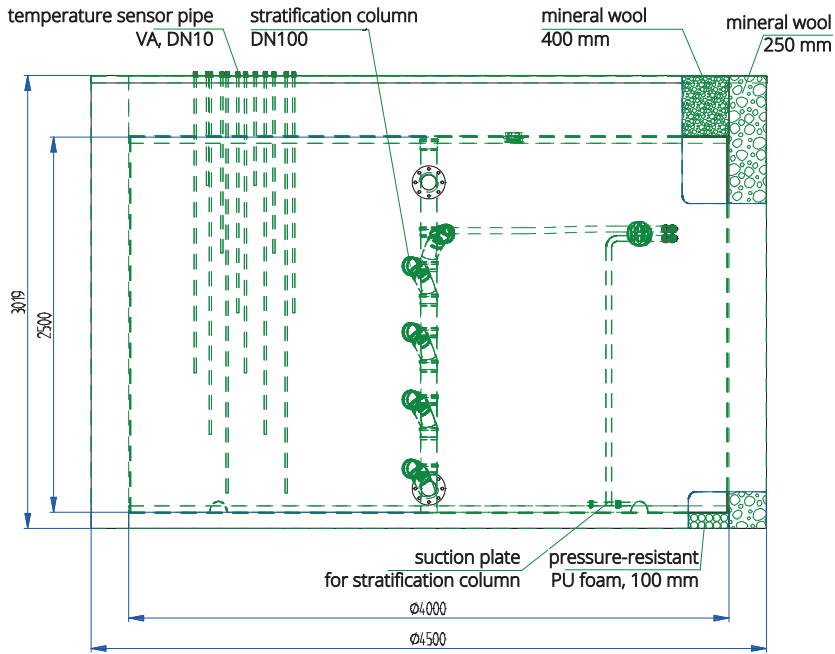 temperature sensor pipe
VA, DN10
stratification column
DN100
mineral wool
400 mm
mineral wool
250 mm
3019
2500
suction plate
for stratification column
pressure-resistant
PU foam, 100 mm
Ø4000
Ø4500